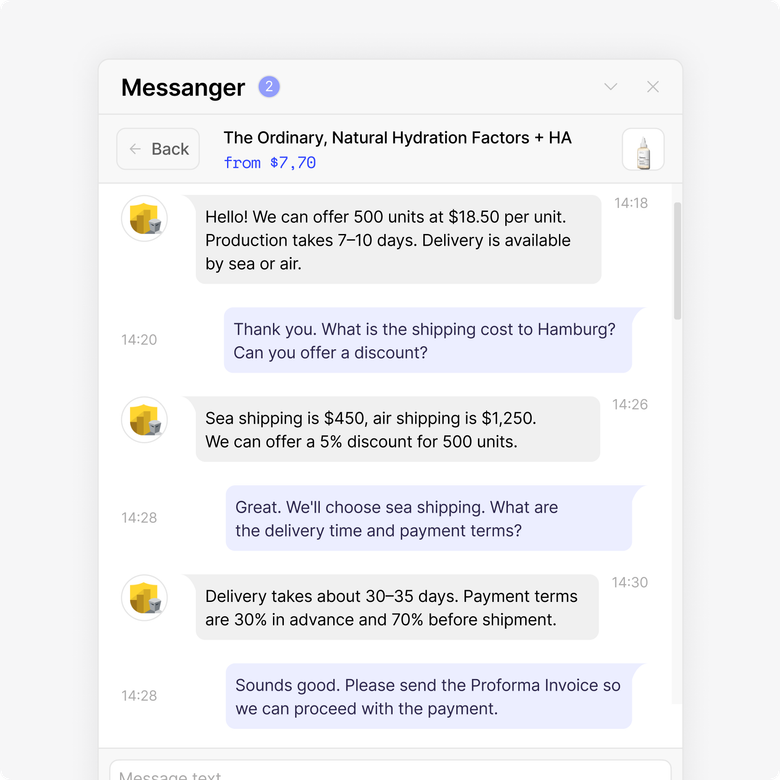 Messanger 2
← Back
The Ordinary, Natural Hydration Factors + HA
from $7,70
14:18
Hello! We can offer 500 units at $18.50 per unit.
Production takes 7–10 days. Delivery is available
by sea or air.
14:20
Thank you. What is the shipping cost to Hamburg?
Can you offer a discount?
14:26
Sea shipping is $450, air shipping is $1,250.
We can offer a 5% discount for 500 units.
14:28
Great. We'll choose sea shipping. What are
the delivery time and payment terms?
14:30
Delivery takes about 30–35 days. Payment terms
are 30% in advance and 70% before shipment.
14:28
Sounds good. Please send the Proforma Invoice so
we can proceed with the payment.
Message text